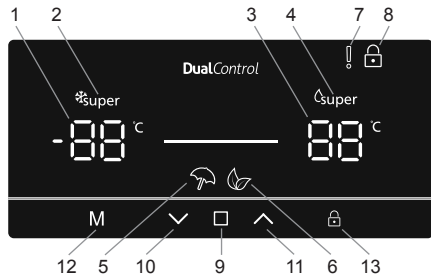 1 2 3 4 7 8
DualControl
super super
-88 °C 88 °C
M
12 5 10 9 11 6 13